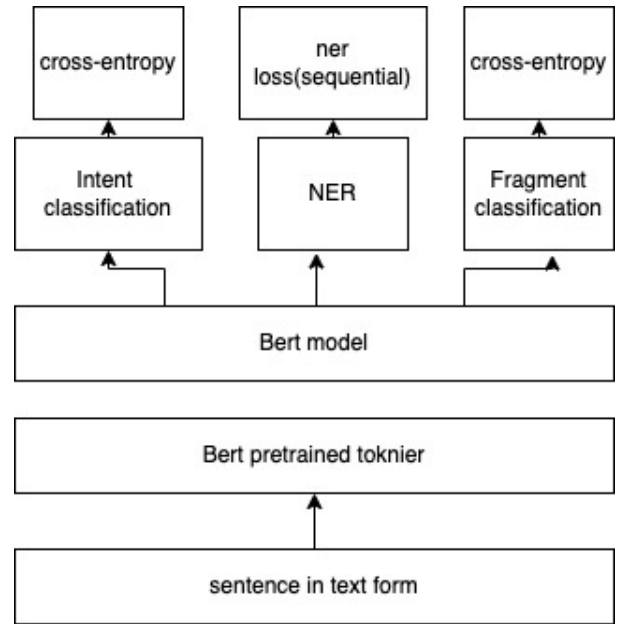 cross-entropy
ner
loss(sequential)
cross-entropy
Intent
classification
NER
Fragment
classification
Bert model
Bert pretrained toknier
sentence in text form